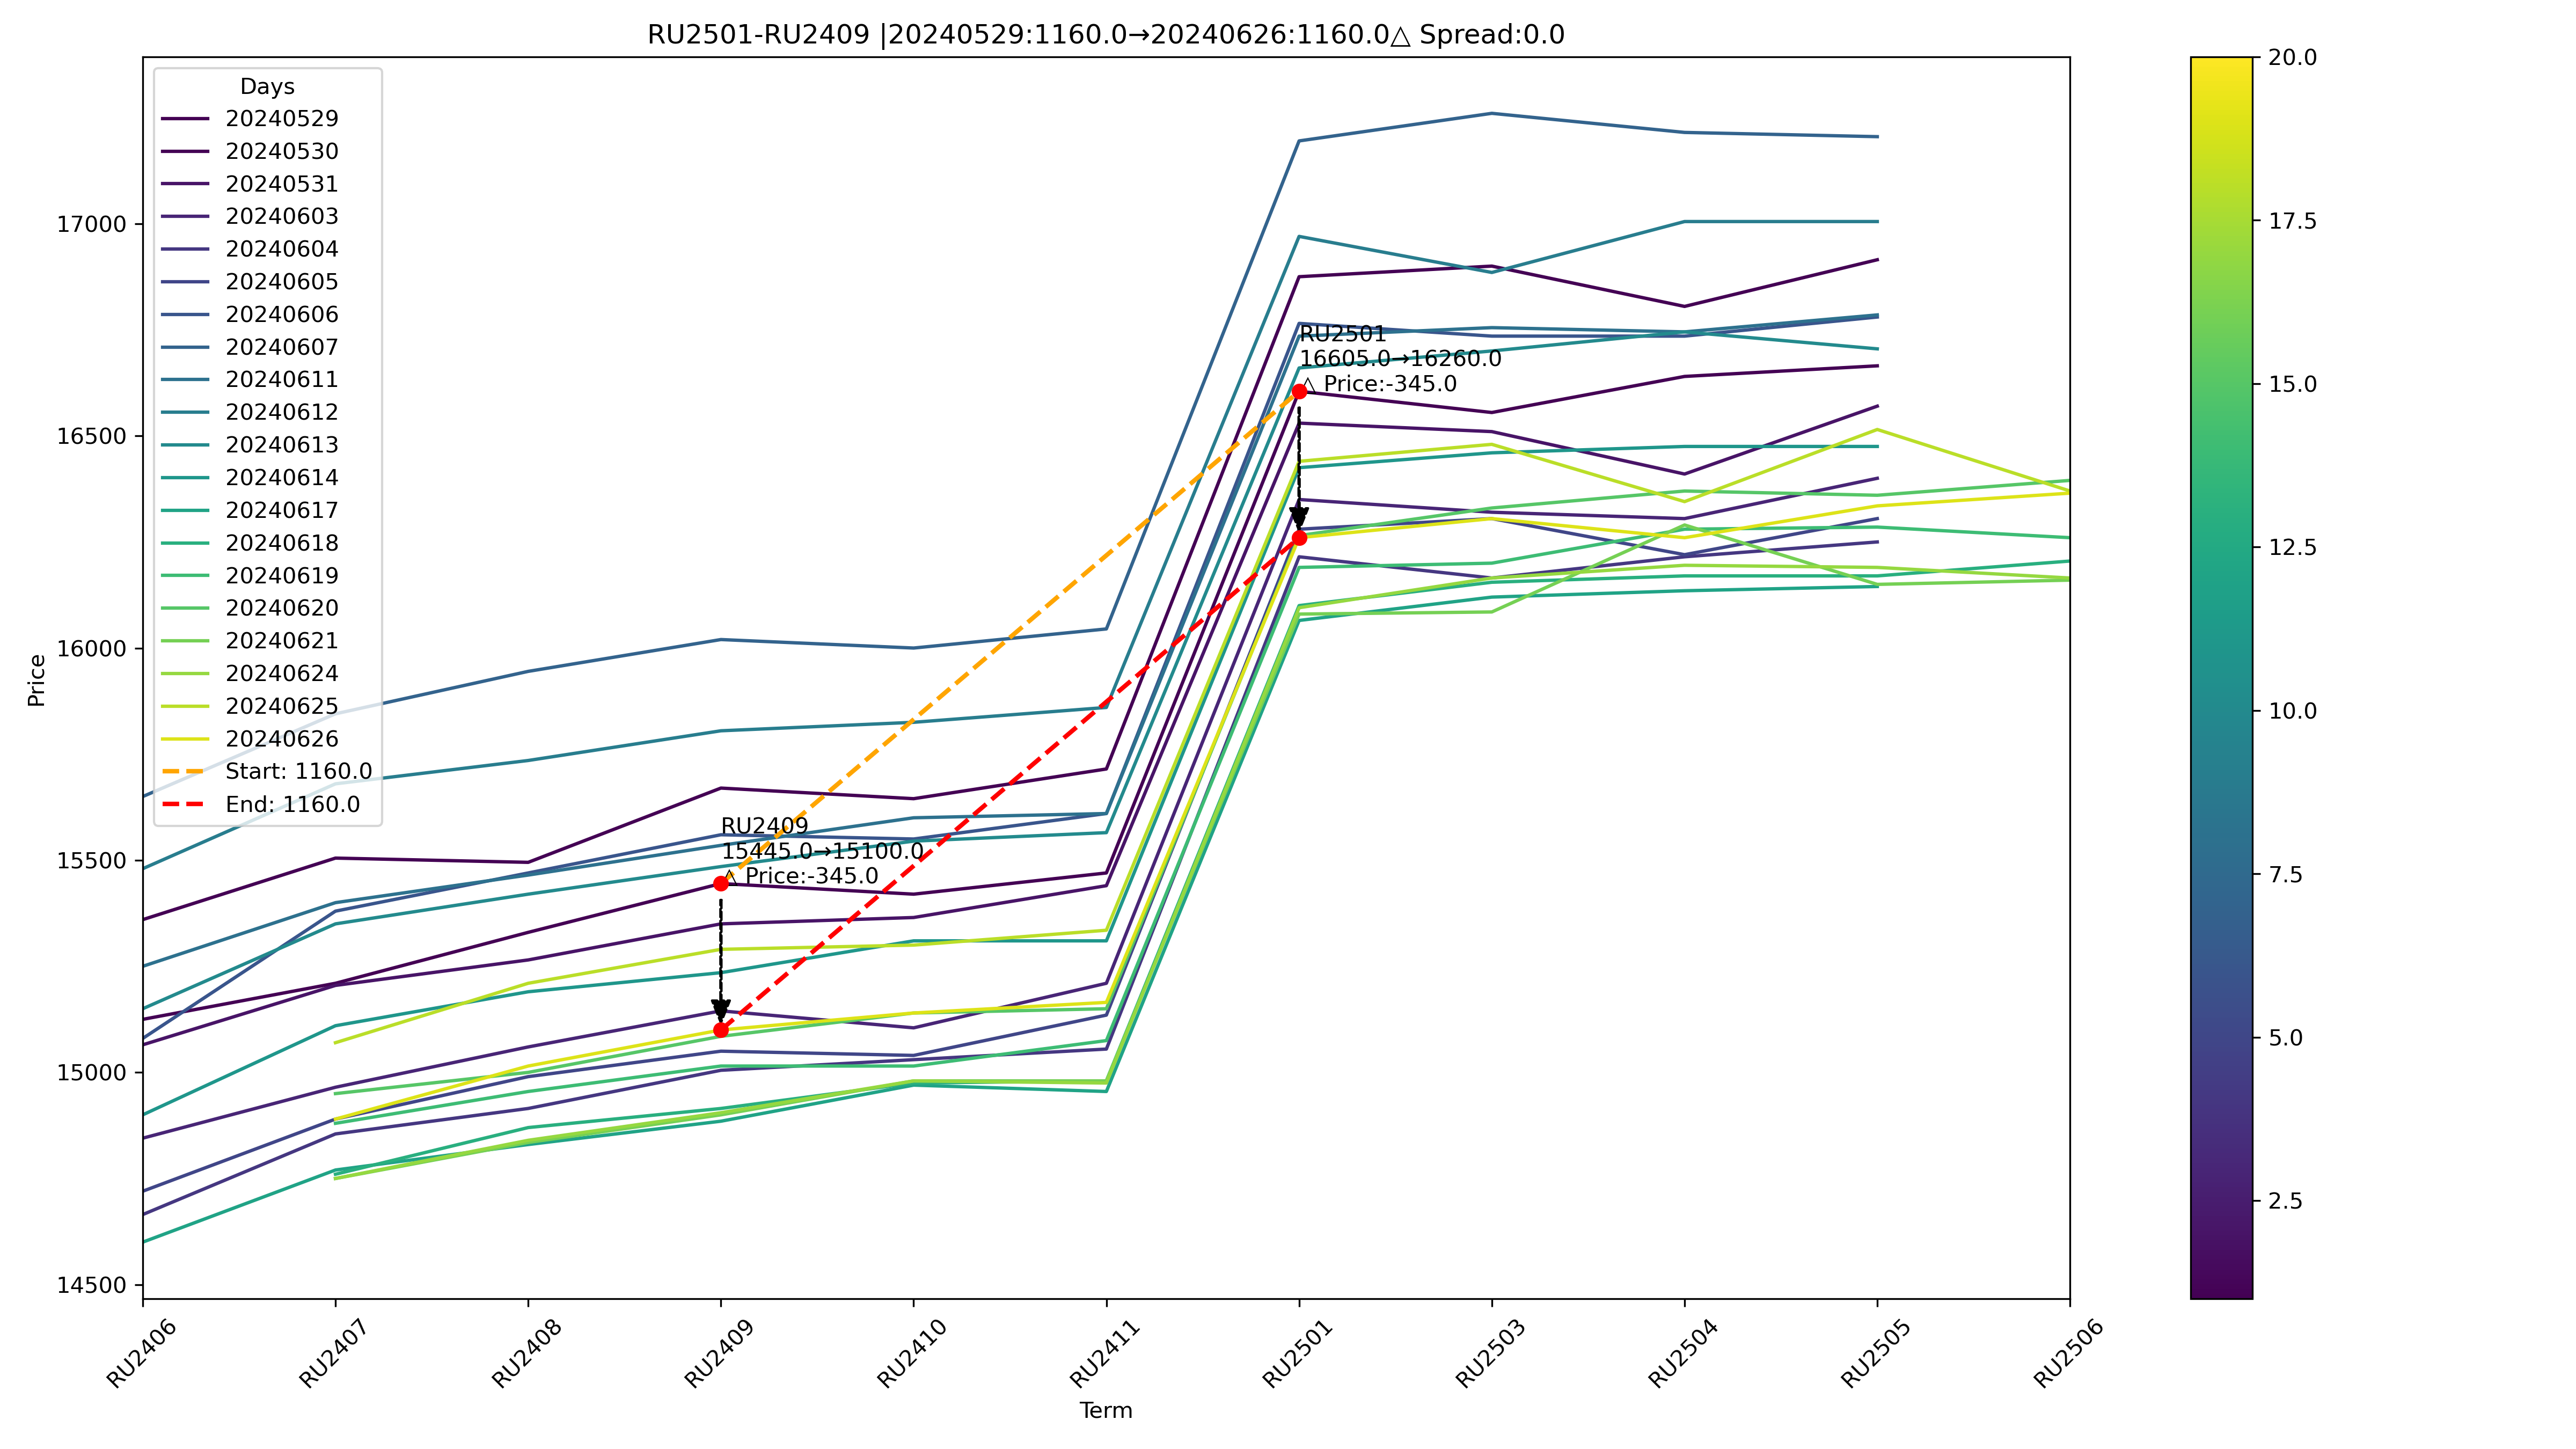 RU2501-RU2409 |20240529:1160.0→20240626:1160.0△ Spread:0.0
Days
20240529
20240530
20240531
20240603
20240604
20240605
20240606
20240607
20240611
20240612
20240613
20240614
20240617
20240618
20240619
20240620
20240621
20240624
20240625
20240626
Start: 1160.0
End: 1160.0
Price
17000
16500
16000
15500
15000
14500
RU2501
16605.0→16260.0
△ Price:-345.0
RU2409
15445.0→15100.0
△ Price:-345.0
RU2406
RU2407
RU2408
RU2409
RU2410
RU2411
RU2501
RU2503
RU2504
RU2505
RU2506
Term
20.0
17.5
15.0
12.5
10.0
7.5
5.0
2.5